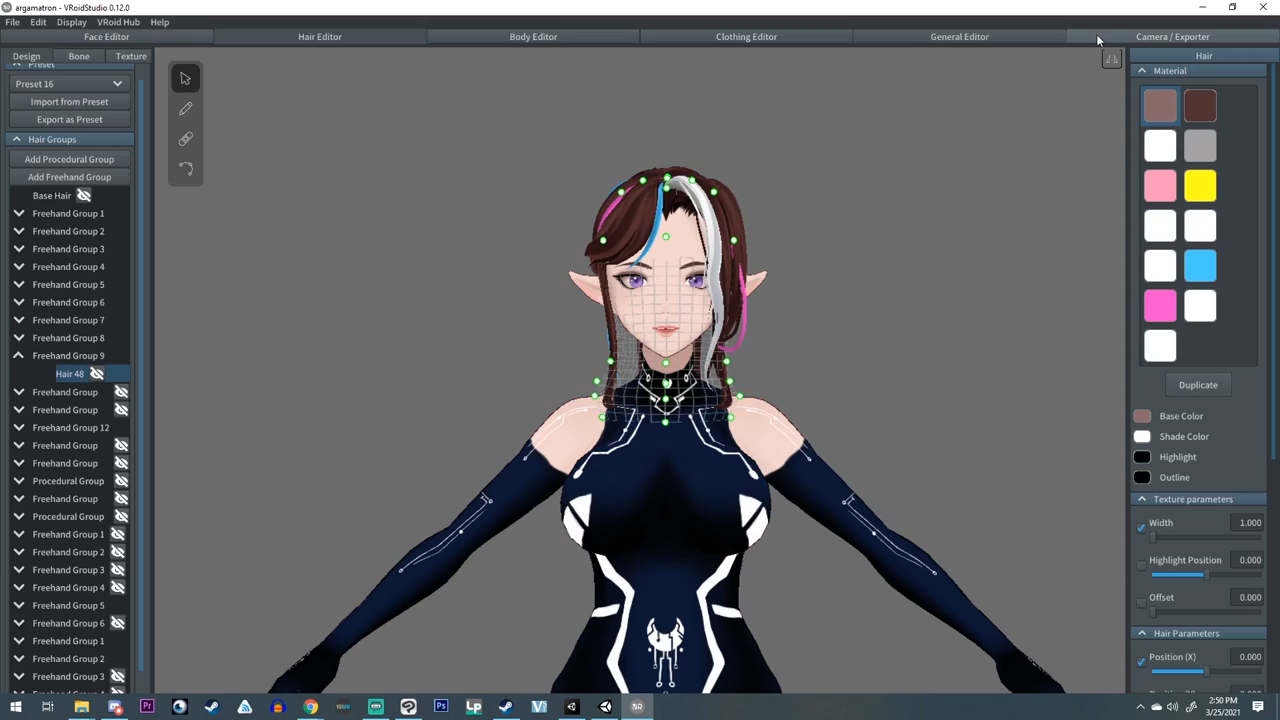 argamatron - VRoidStudio 0.12.0
File Edit Display VRoid Hub Help
Face Editor Hair Editor Body Editor Clothing Editor General Editor Camera / Exporter
Design Bone Texture
Hair
Preset
Material
Preset 16
Import from Preset
Export as Preset
Hair Groups
Add Procedural Group
Add Freehand Group
Base Hair
Freehand Group 1
Freehand Group 2
Freehand Group 3
Freehand Group 4
Freehand Group 5
Freehand Group 6
Freehand Group 7
Freehand Group 8
Freehand Group 9
Hair 48
Freehand Group
Freehand Group
Freehand Group 12
Freehand Group
Freehand Group
Procedural Group
Freehand Group
Procedural Group
Freehand Group 1
Freehand Group 2
Freehand Group 3
Freehand Group 4
Freehand Group 5
Freehand Group 6
Freehand Group 1
Freehand Group 2
Freehand Group 3
Freehand Group 4
Duplicate
Base Color
Shade Color
Highlight
Outline
Texture parameters
Width 1.000
Highlight Position 0.000
Offset 0.000
Hair Parameters
Position (X) 0.000
Pr
Ps
Lp
2:50 PM
3/25/2021